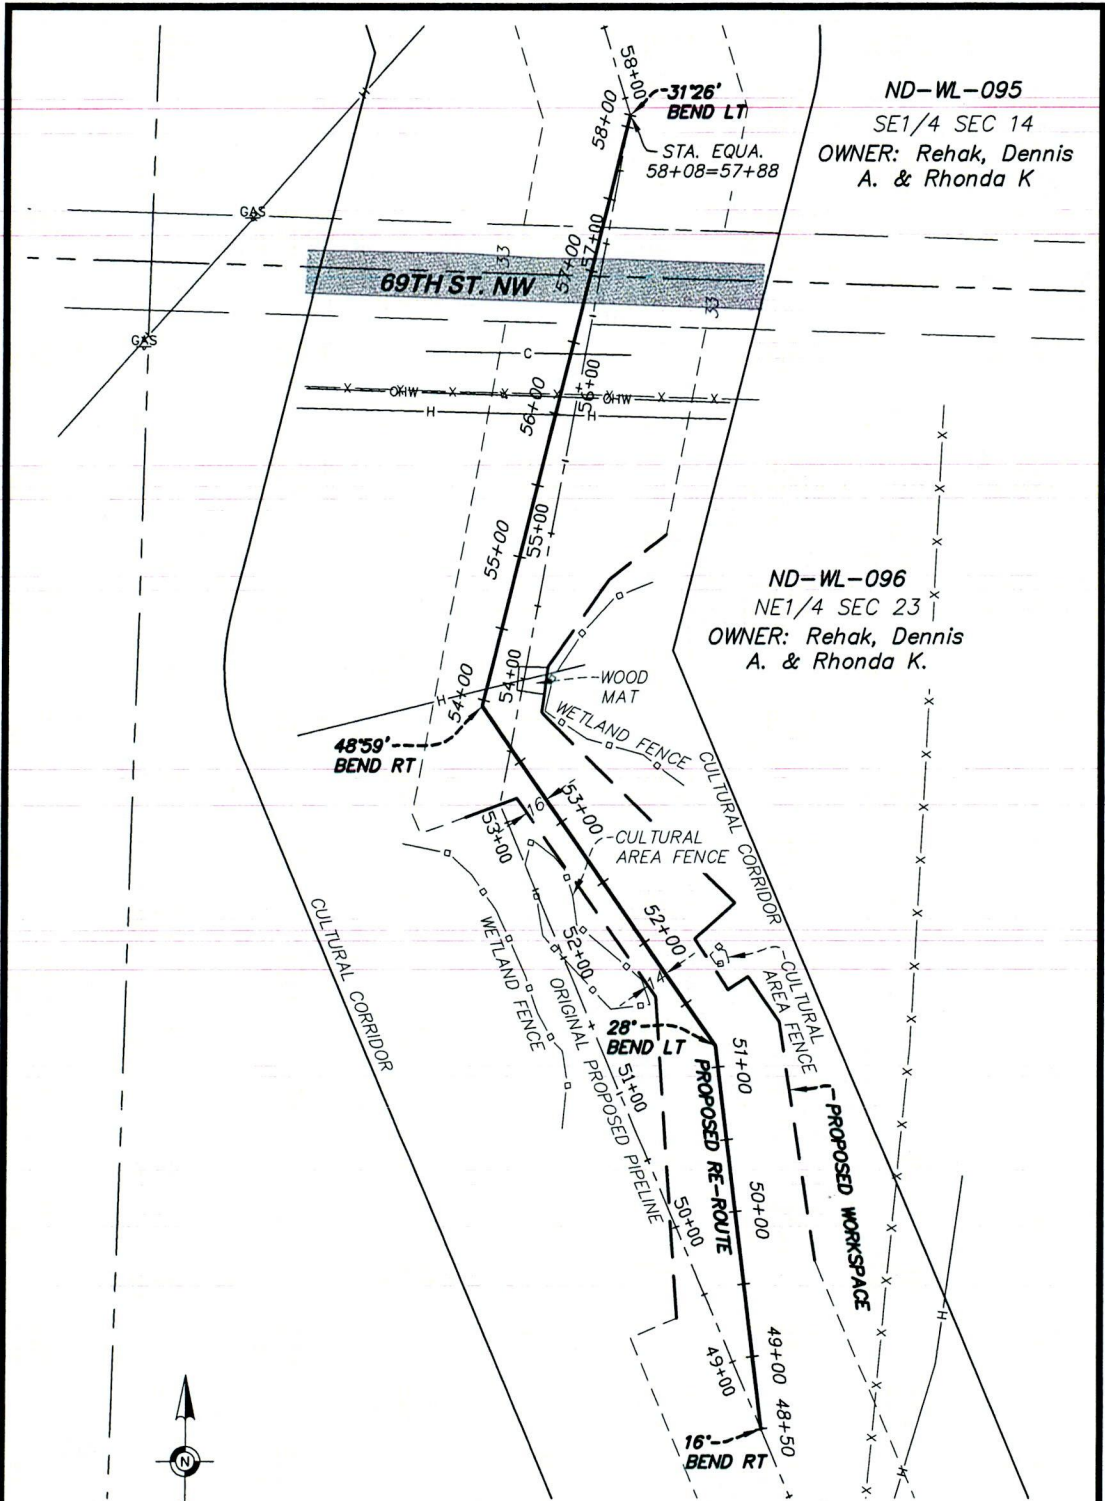 58+00
31°26'
BEND LT
58+00
STA. EQUA.
58+08=57+88
ND-WL-095
SE1/4 SEC 14
OWNER: Rehak, Dennis
A. & Rhonda K
GAS
33
57+00
57+00
69TH ST. NW
33
GAS
C
X OHW X X X OHW X X
56+00
56+00
H H
H
55+00
55+00
ND-WL-096
NE1/4 SEC 23
OWNER: Rehak, Dennis
A. & Rhonda K.
54+00
54+00
H
WOOD
MAT
WETLAND FENCE
48°59'
BEND RT
CULTURAL CORRIDOR
16
53+00
53+00
CULTURAL
AREA FENCE
52+00
52+00
14
CULTURAL
AREA FENCE
WETLAND FENCE
CULTURAL CORRIDOR
ORIGINAL PROPOSED PIPELINE
28°
BEND LT
51+00
51+00
PROPOSED RE-ROUTE
PROPOSED WORKSPACE
50+00
50+00
H
49+00
49+00
48+50
16°
BEND RT
H
N